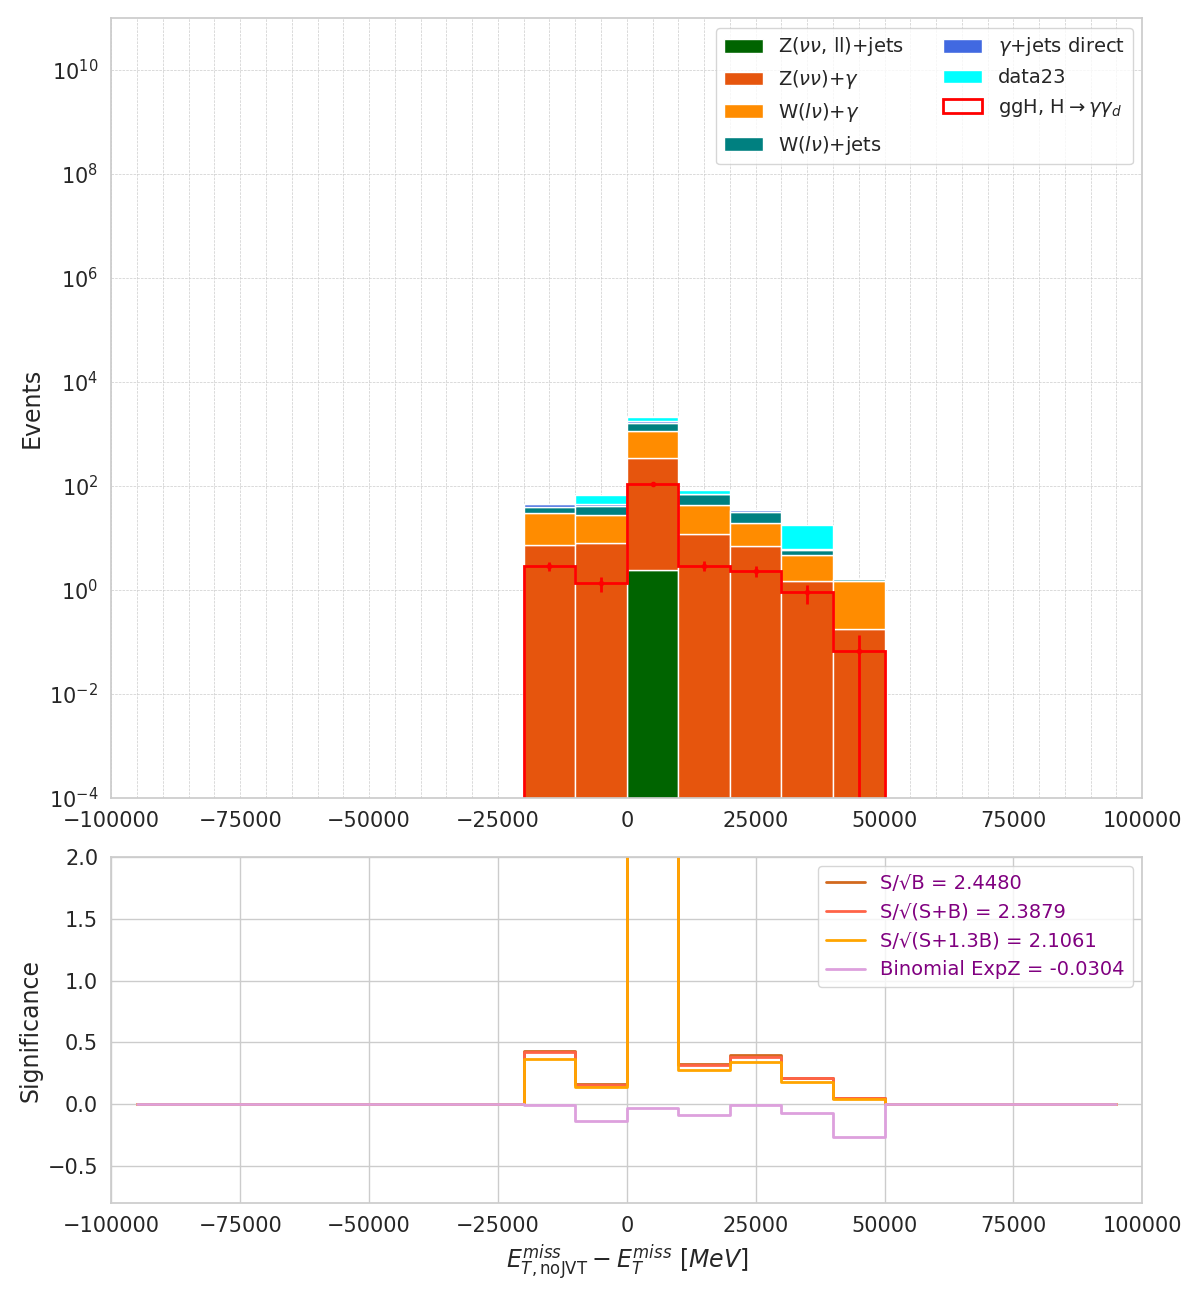 Z(νν, ll)+jets
Z(νν)+γ
W(lν)+γ
W(lν)+jets
γ+jets direct
data23
ggH, H→γγ_d
10^10
10^8
10^6
10^4
10^2
10^0
10^−2
10^−4
Events
−100000 −75000 −50000 −25000 0 25000 50000 75000 100000
S/√B = 2.4480
S/√(S+B) = 2.3879
S/√(S+1.3B) = 2.1061
Binomial ExpZ = -0.0304
2.0
1.5
1.0
0.5
0.0
−0.5
Significance
−100000 −75000 −50000 −25000 0 25000 50000 75000 100000
E_{T, noJVT}^{miss} − E_T^{miss} [MeV]